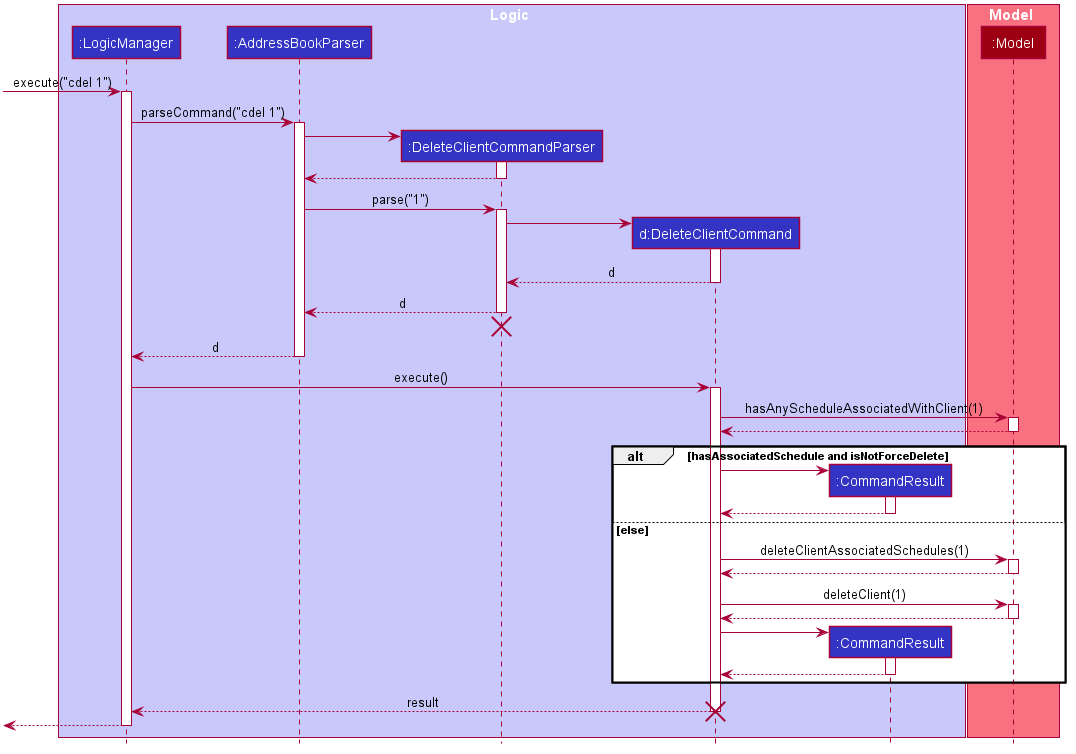 Logic
Model
:LogicManager
:AddressBookParser
:Model
execute("cdel 1")
parseCommand("cdel 1")
:DeleteClientCommandParser
parse("1")
d:DeleteClientCommand
d
d
d
execute()
hasAnyScheduleAssociatedWithClient(1)
alt
[hasAssociatedSchedule and isNotForceDelete]
:CommandResult
[else]
deleteClientAssociatedSchedules(1)
deleteClient(1)
:CommandResult
result